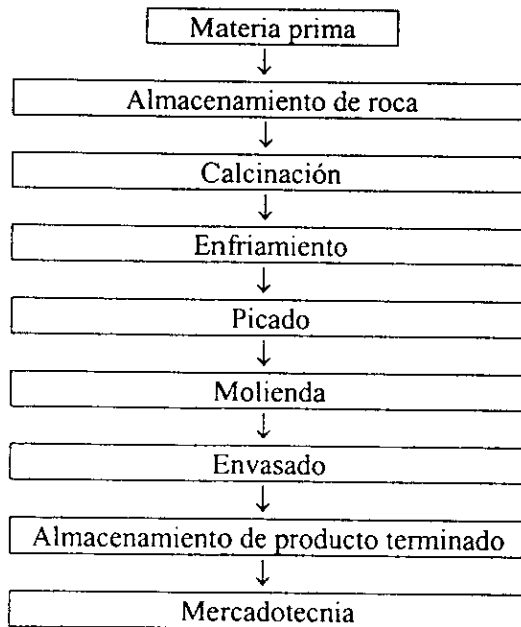 Materia prima
Almacenamiento de roca
Calcinación
Enfriamiento
Picado
Molienda
Envasado
Almacenamiento de producto terminado
Mercadotecnia